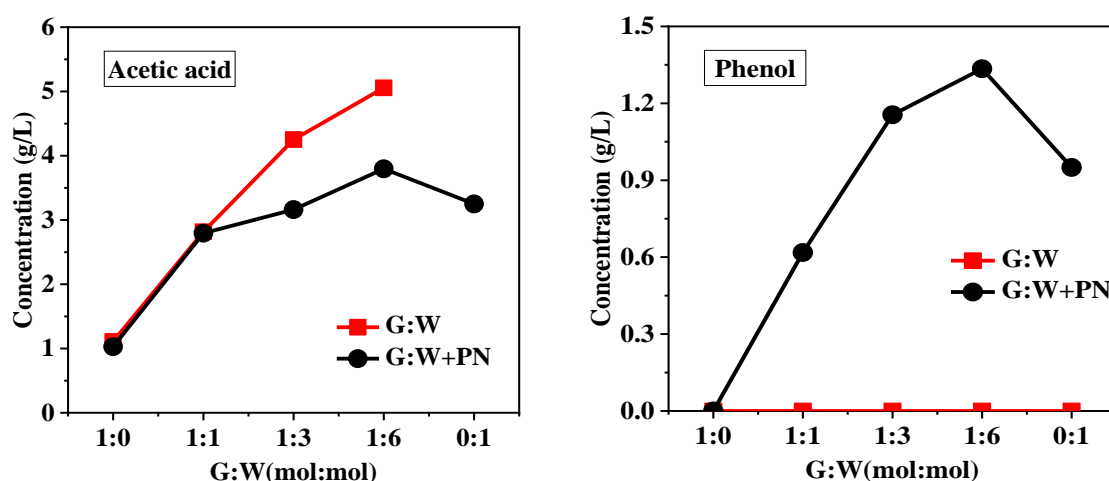 Acetic acid
Concentration (g/L)
6
5
4
3
2
1
0
G:W
G:W+PN
1:0
1:1
1:3
1:6
0:1
G:W(mol:mol)
Phenol
Concentration (g/L)
1.5
1.2
0.9
0.6
0.3
0.0
G:W
G:W+PN
1:0
1:1
1:3
1:6
0:1
G:W(mol:mol)